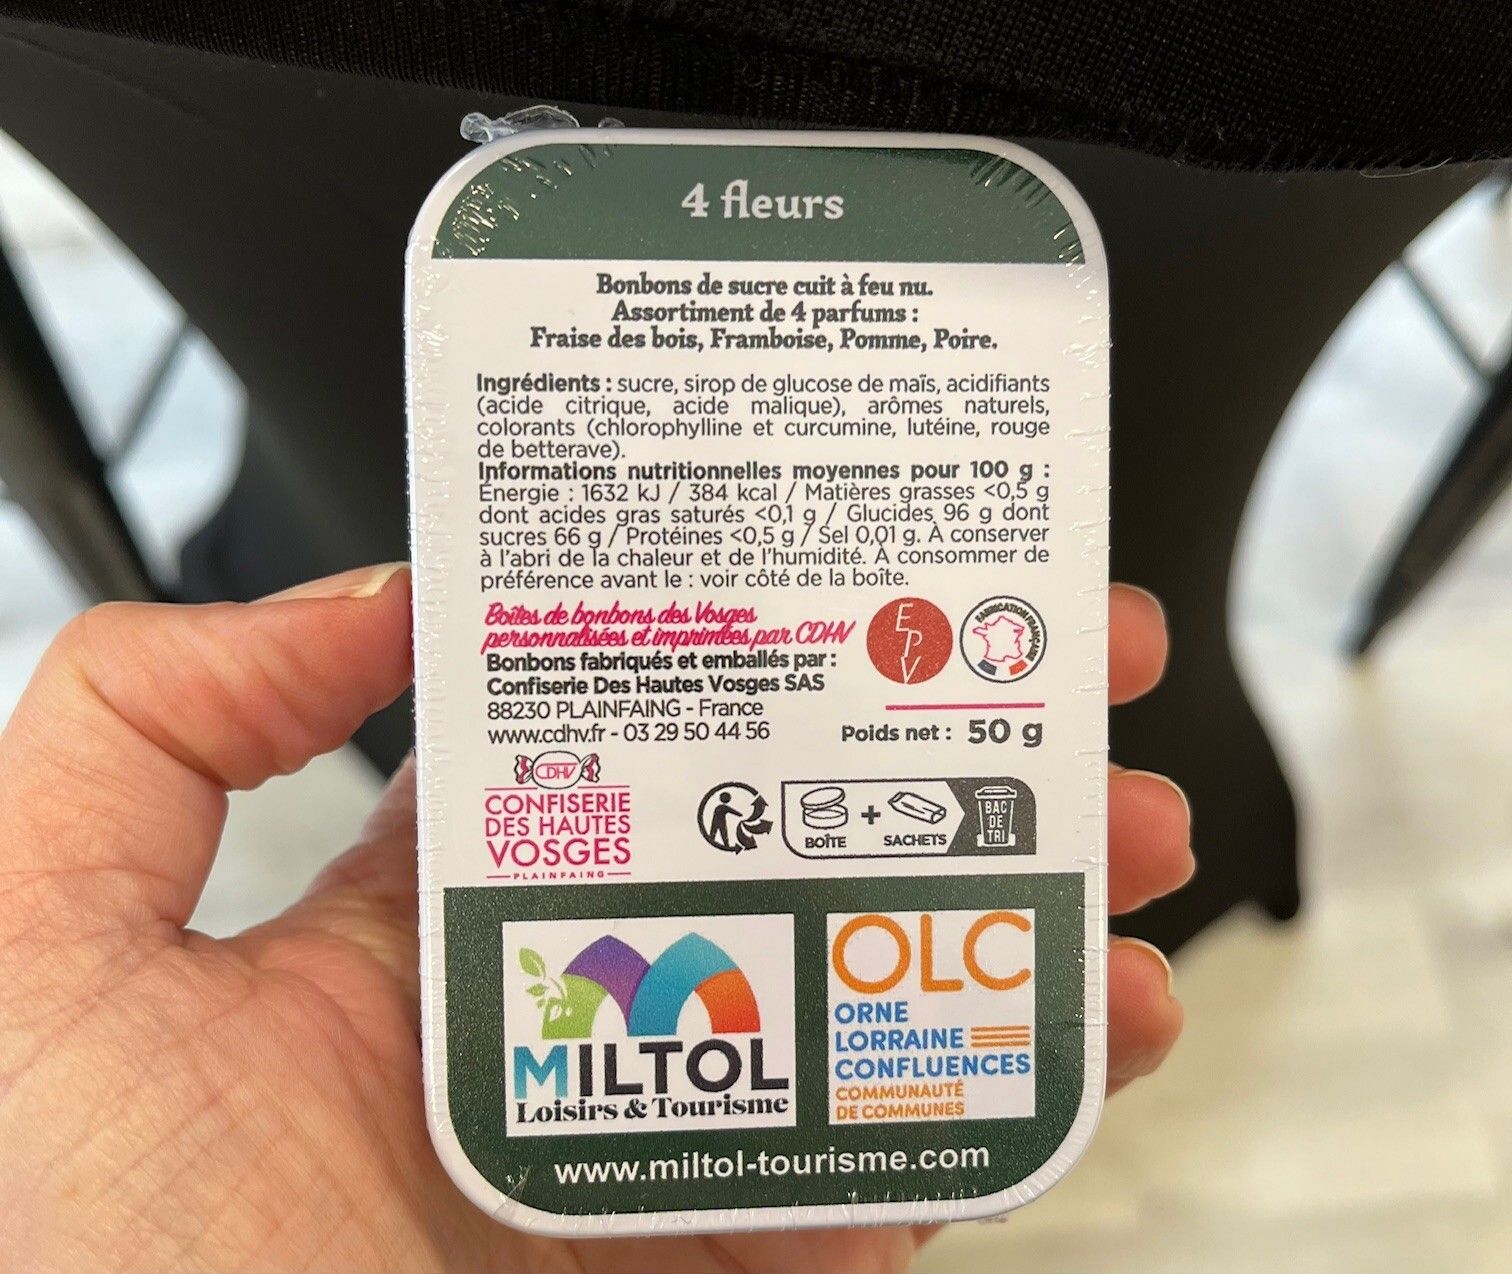 4 fleurs
Bonbons de sucre cuit à feu nu.
Assortiment de 4 parfums :
Fraise des bois, Framboise, Pomme, Poire.
Ingrédients : sucre, sirop de glucose de maïs, acidifiants
(acide citrique, acide malique), arômes naturels,
colorants (chlorophylline et curcumine, lutéine, rouge
de betterave).
Informations nutritionnelles moyennes pour 100 g :
Énergie : 1632 kJ / 384 kcal / Matières grasses <0,5 g
dont acides gras saturés <0,1 g / Glucides 96 g dont
sucres 66 g / Protéines <0,5 g / Sel 0,01 g. À conserver
à l'abri de la chaleur et de l'humidité. À consommer de
préférence avant le : voir côté de la boîte.
Boîtes de bonbons des Vosges
personnalisées et imprimées par CDHV
Bonbons fabriqués et emballés par :
Confiserie Des Hautes Vosges SAS
88230 PLAINFAING - France
www.cdhv.fr - 03 29 50 44 56
EPV
FABRICATION FRANÇAISE
Poids net : 50 g
CDHV
CONFISERIE
DES HAUTES
VOSGES
PLAINFAING
BOÎTE + SACHETS
BAC
DE
TRI
MILTOL
Loisirs & Tourisme
OLC
ORNE
LORRAINE
CONFLUENCES
COMMUNAUTÉ
DE COMMUNES
www.miltol-tourisme.com